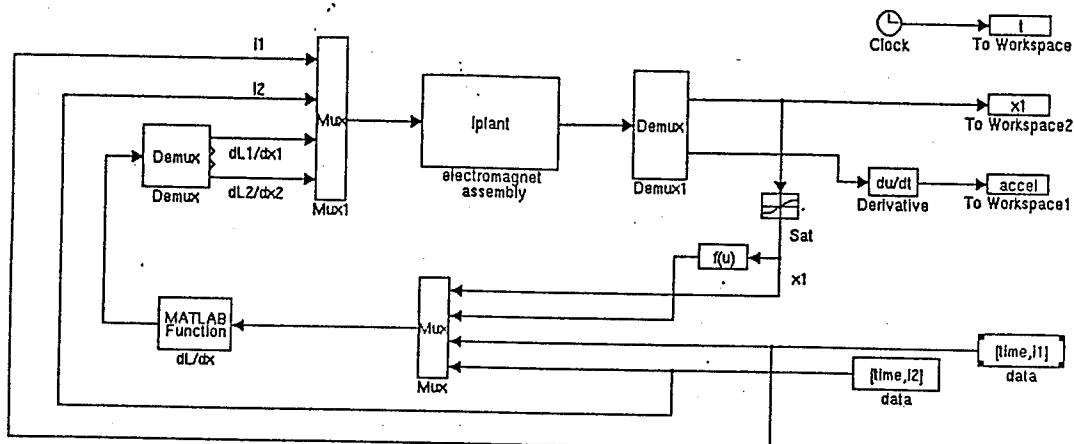 i1
t
Clock
To Workspace
i2
Mux
Iplant
Demux
x1
To Workspace2
Demux
dL1/dx1
dL2/dx2
Demux
Mux1
electromagnet
assembly
Demux1
du/dt
Derivative
accel
To Workspace1
Sat
f(u)
x1
MATLAB
Function
dL/dx
Mux
Mux
[time,i1]
data
[time,i2]
data